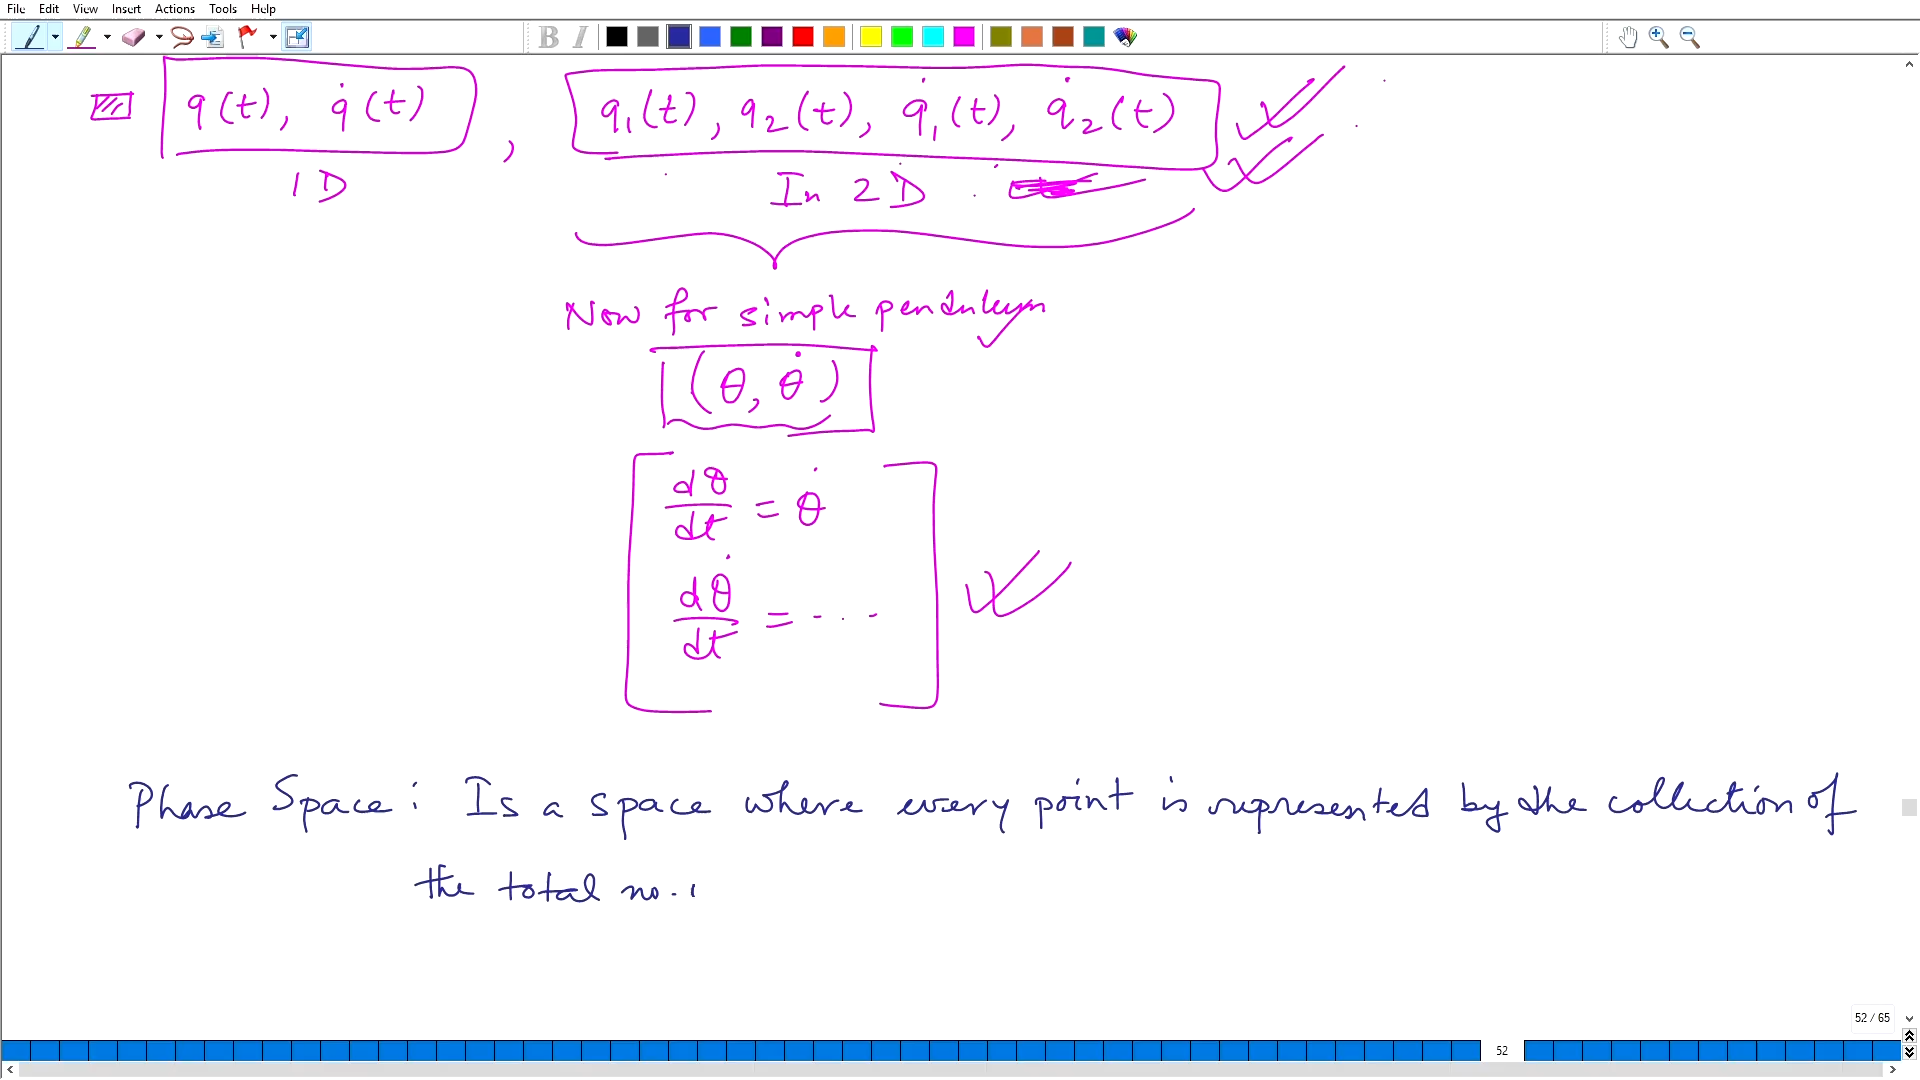 File Edit View Insert Actions Tools Help
B I
q(t), q̇(t) , q₁(t), q₂(t), q̇₁(t), q̇₂(t)
1D In 2D
Now for simple pendulum
(θ, θ̇)
dθ/dt = θ̇
dθ̇/dt = - . . -
Phase Space : Is a space where every point is represented by the collection of
the total no.
52 / 65
52